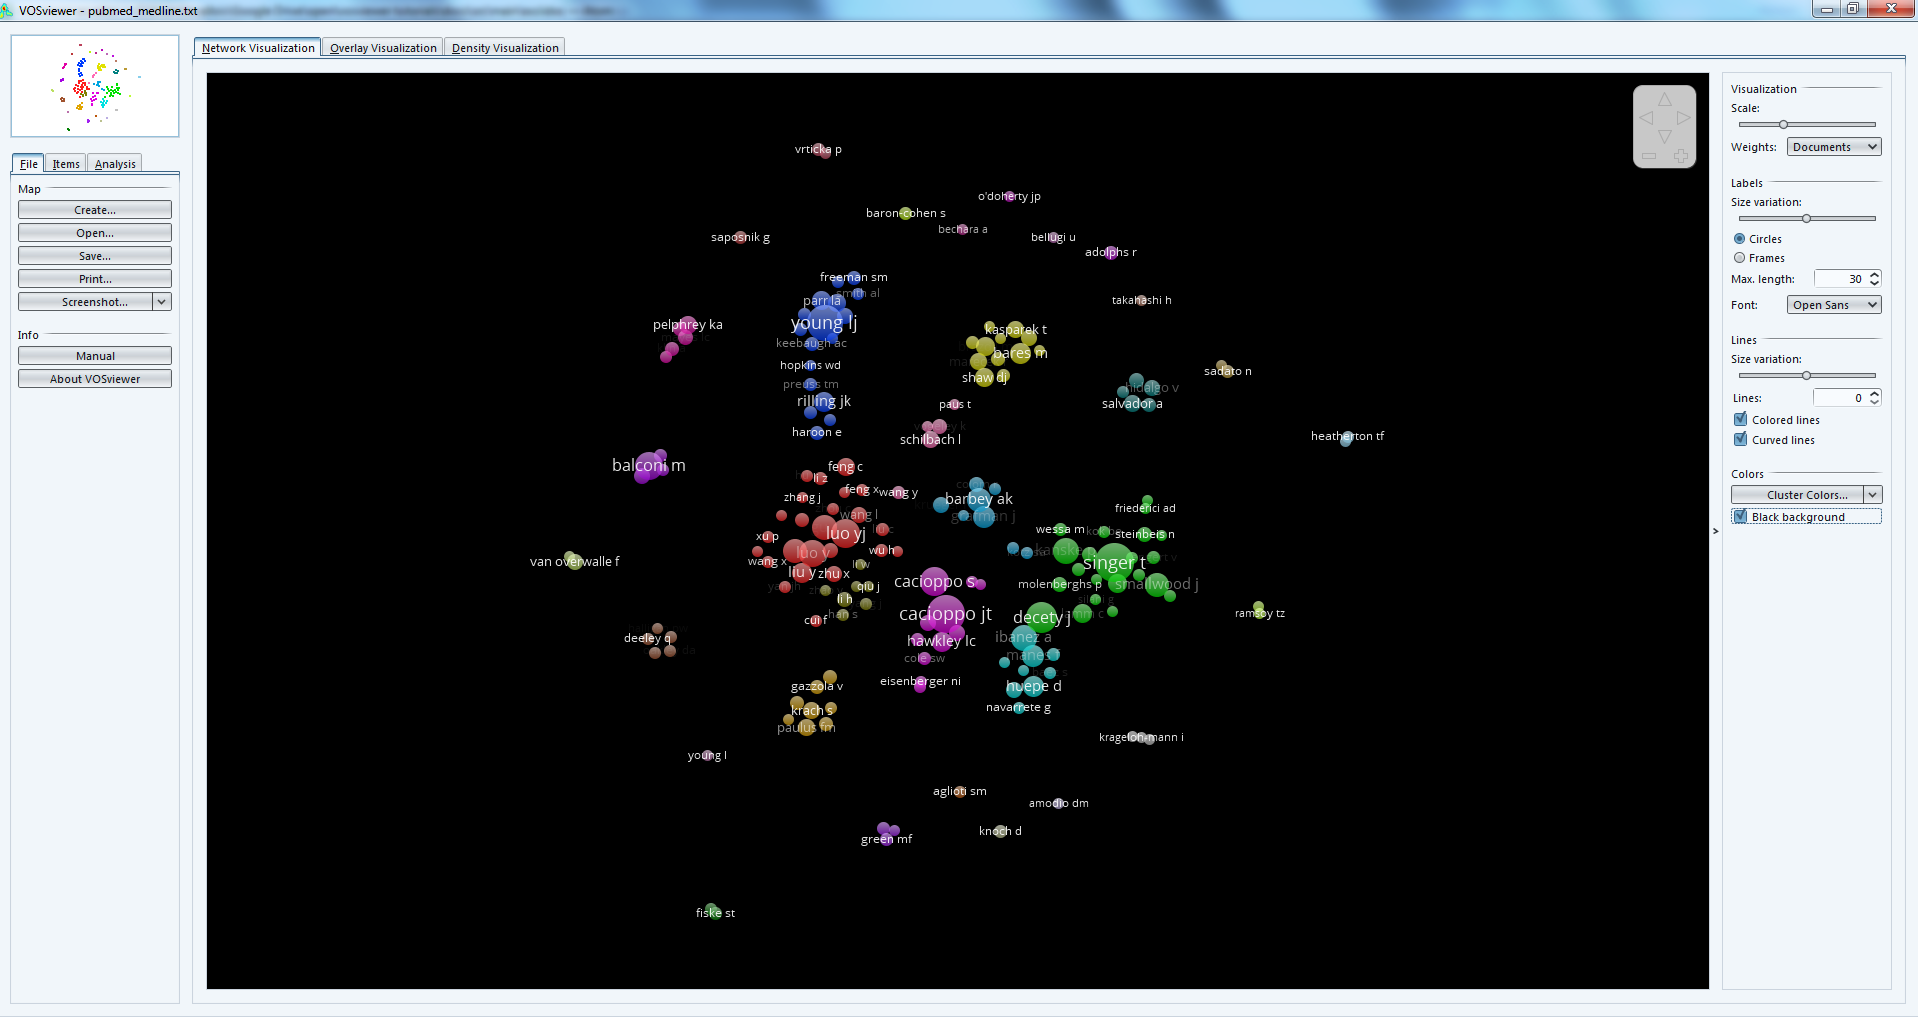 VOSviewer - pubmed_medline.txt
Network Visualization
Overlay Visualization
Density Visualization
File
Items
Analysis
Map
Create...
Open...
Save...
Print...
Screenshot...
Info
Manual
About VOSviewer
vrticka p
o'doherty jp
baron-cohen s
bechara a
saposnik g
bellugi u
adolphs r
freeman sm
smith al
parr la
takahashi h
young lj
pelphrey ka
keebaugh ac
kasparek t
bares m
hopkins wd
shaw dj
sadato n
preuss tm
hidalgo v
rilling jk
paus t
salvador a
haroon e
schilbach l
heatherton tf
balconi m
feng c
li z
feng x
wang y
zhang j
barbey ak
grafman j
friederici ad
wang l
wessa m
steinbeis n
xu p
luo yj
luo y
wu h
kanske p
wang x
liu y
zhu x
li w
singer t
van overwalle f
cacioppo s
molenberghs p
smallwood j
qiu j
li h
han s
cui f
cacioppo jt
decety j
lamm c
ramsoy tz
deeley q
hawkley lc
ibanez a
cole sw
manes f
eisenberger ni
gazzola v
huepe d
krach s
navarrete g
paulus fm
krageloh-mann i
young l
aglioti sm
amodio dm
green mf
knoch d
fiske st
Visualization
Scale:
Weights:
Documents
Labels
Size variation:
Circles
Frames
Max. length:
30
Font:
Open Sans
Lines
Size variation:
Lines:
0
Colored lines
Curved lines
Colors
Cluster Colors...
Black background